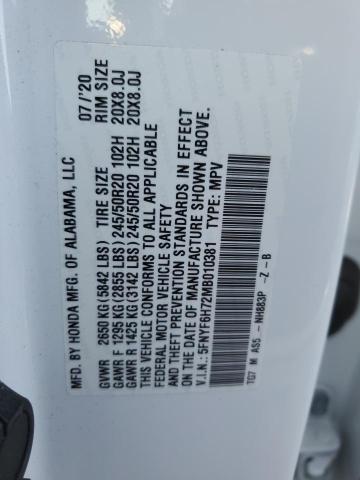 MFD. BY HONDA MFG. OF ALABAMA, LLC 07/'20
TIRE SIZE RIM SIZE
GVWR 2650 KG (5842 LBS)
GAWR F 1295 KG (2855 LBS) 245/50R20 102H 20X8.0J
GAWR R 1425 KG (3142 LBS) 245/50R20 102H 20X8.0J
THIS VEHICLE CONFORMS TO ALL APPLICABLE
FEDERAL MOTOR VEHICLE SAFETY
AND THEFT PREVENTION STANDARDS IN EFFECT
ON THE DATE OF MANUFACTURE SHOWN ABOVE.
V.I.N.: 5FNYF6H72MB010381 TYPE: MPV
TG7 M AS5 - NH883P -Z -B